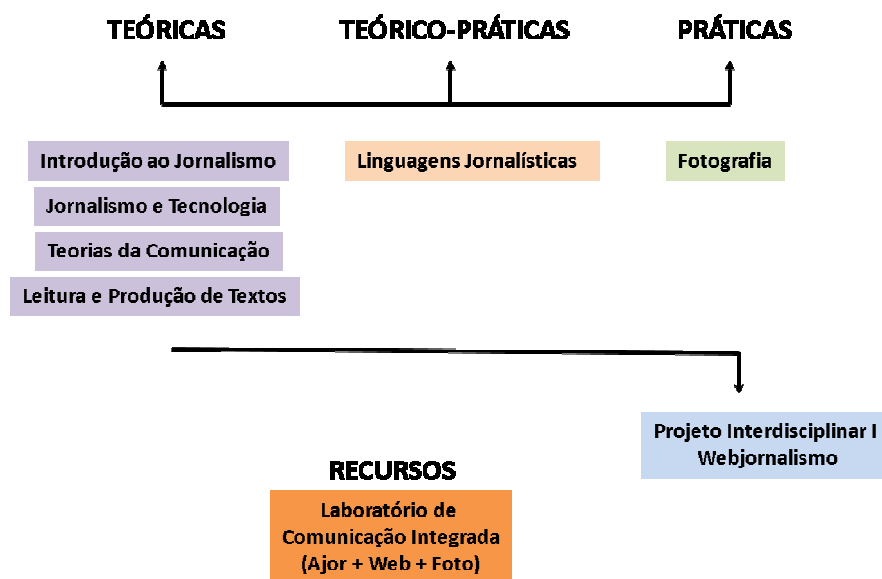 TEÓRICAS
TEÓRICO-PRÁTICAS
PRÁTICAS
Introdução ao Jornalismo
Linguagens Jornalísticas
Fotografia
Jornalismo e Tecnologia
Teorias da Comunicação
Leitura e Produção de Textos
Projeto Interdisciplinar I
Webjornalismo
RECURSOS
Laboratório de
Comunicação Integrada
(Ajor + Web + Foto)